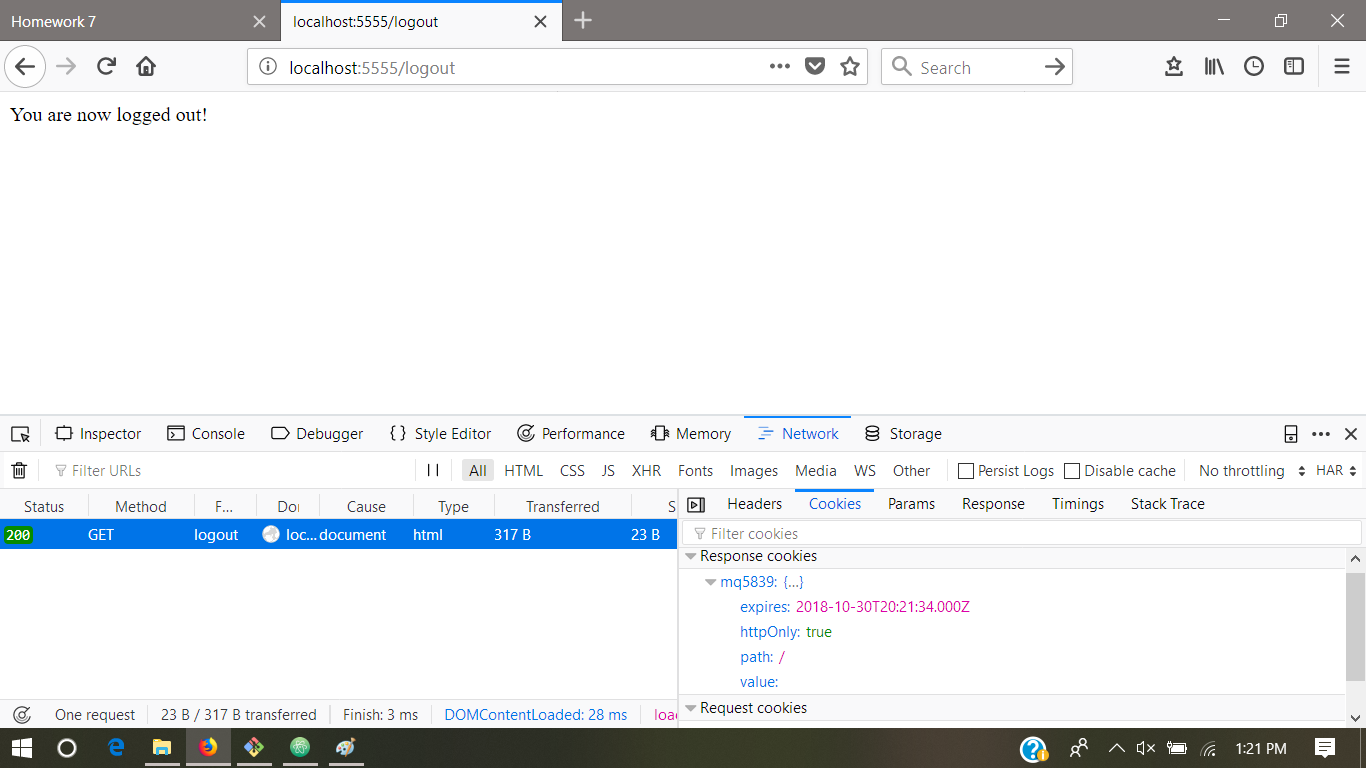 Homework 7
localhost:5555/logout
localhost:5555/logout
Search
You are now logged out!
Inspector Console Debugger { } Style Editor Performance Memory Network Storage
Filter URLs All HTML CSS JS XHR Fonts Images Media WS Other Persist Logs Disable cache No throttling HAR
Status Method F... Do Cause Type Transferred S
200 GET logout loc... document html 317 B 23 B
Headers Cookies Params Response Timings Stack Trace
Filter cookies
Response cookies
mq5839: {...}
expires: 2018-10-30T20:21:34.000Z
httpOnly: true
path: /
value:
Request cookies
One request 23 B / 317 B transferred Finish: 3 ms DOMContentLoaded: 28 ms loa
1:21 PM